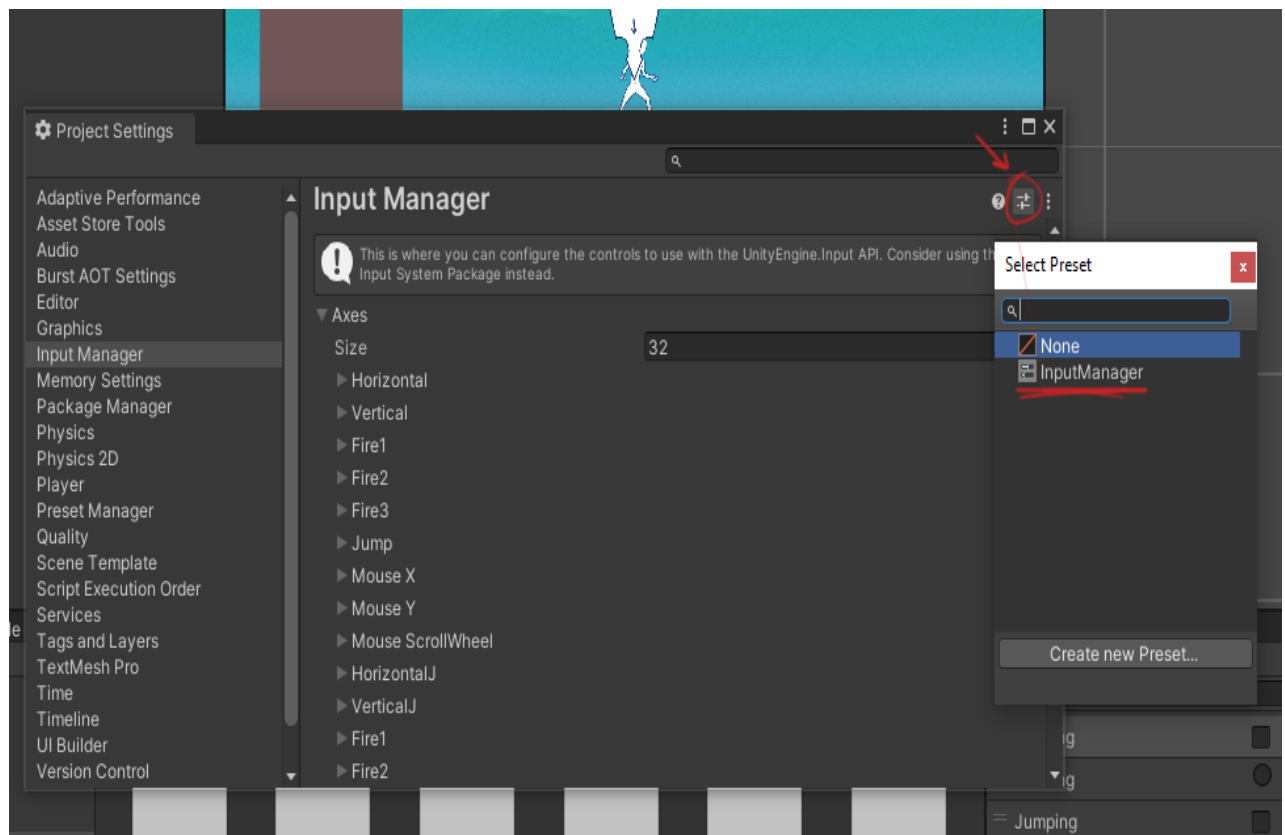 Project Settings
Adaptive Performance
Asset Store Tools
Audio
Burst AOT Settings
Editor
Graphics
Input Manager
Memory Settings
Package Manager
Physics
Physics 2D
Player
Preset Manager
Quality
Scene Template
Script Execution Order
Services
Tags and Layers
TextMesh Pro
Time
Timeline
UI Builder
Version Control
Input Manager
This is where you can configure the controls to use with the UnityEngine.Input API. Consider using th
Input System Package instead.
Axes
Size 32
Horizontal
Vertical
Fire1
Fire2
Fire3
Jump
Mouse X
Mouse Y
Mouse ScrollWheel
HorizontalJ
VerticalJ
Fire1
Fire2
Select Preset
None
InputManager
Create new Preset...
Jumping